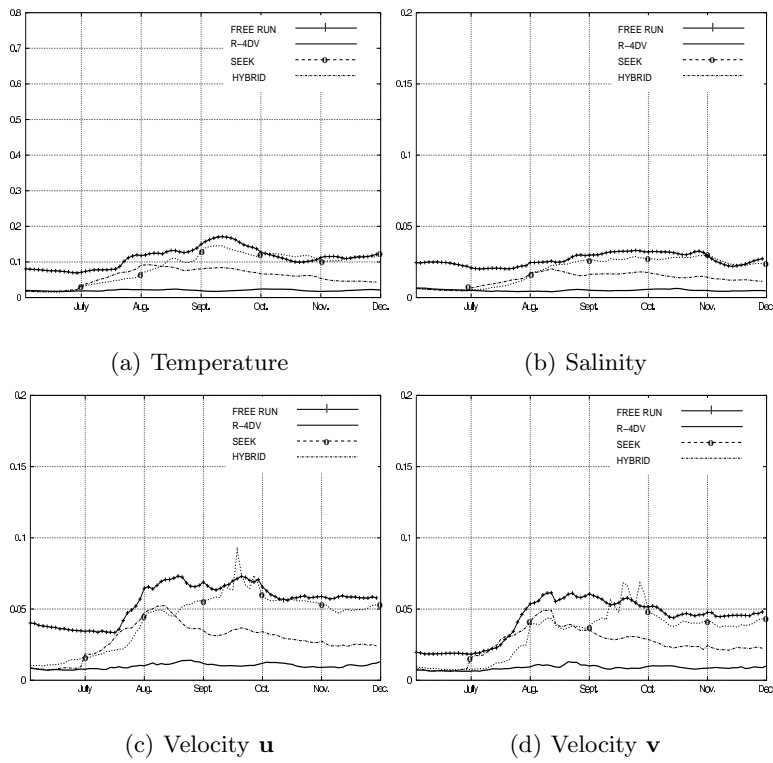 0.8
0.7
0.6
0.5
0.4
0.3
0.2
0.1
0
July Aug. Sept. Oct. Nov. Dec.
FREE RUN
R-4DV
SEEK
HYBRID
(a) Temperature
0.2
0.15
0.1
0.05
0
July Aug. Sept. Oct. Nov. Dec.
FREE RUN
R-4DV
SEEK
HYBRID
(b) Salinity
0.2
0.15
0.1
0.05
0
July Aug. Sept. Oct. Nov. Dec.
FREE RUN
R-4DV
SEEK
HYBRID
(c) Velocity u
0.2
0.15
0.1
0.05
0
July Aug. Sept. Oct. Nov. Dec.
FREE RUN
R-4DV
SEEK
HYBRID
(d) Velocity v